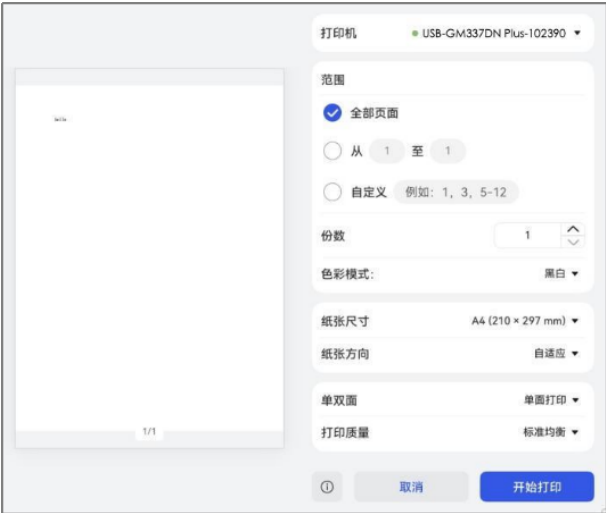 打印机 USB-GM337DN Plus-102390
范围
全部页面
从 1 至 1
自定义 例如: 1, 3, 5-12
份数 1
色彩模式: 黑白
纸张尺寸 A4 (210 × 297 mm)
纸张方向 自适应
单双面 单面打印
1/1
打印质量 标准均衡
取消 开始打印